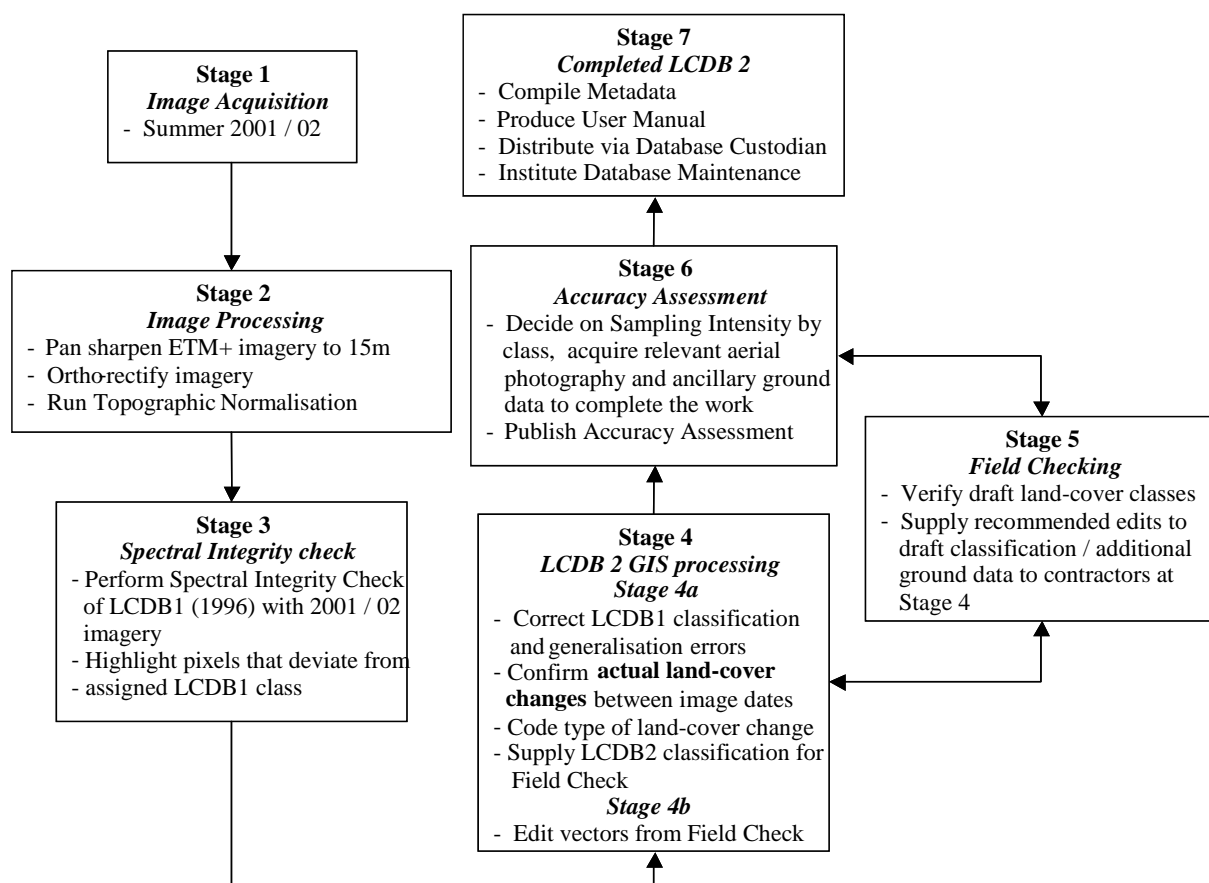 Stage 1
Image Acquisition
- Summer 2001 / 02
Stage 2
Image Processing
- Pan sharpen ETM+ imagery to 15m
- Ortho-rectify imagery
- Run Topographic Normalisation
Stage 3
Spectral Integrity check
- Perform Spectral Integrity Check
of LCDB1 (1996) with 2001 / 02
imagery
- Highlight pixels that deviate from
- assigned LCDB1 class
Stage 4
LCDB 2 GIS processing
Stage 4a
- Correct LCDB1 classification
and generalisation errors
- Confirm actual land-cover
changes between image dates
- Code type of land-cover change
- Supply LCDB2 classification for
Field Check
Stage 4b
- Edit vectors from Field Check
Stage 5
Field Checking
- Verify draft land-cover classes
- Supply recommended edits to
draft classification / additional
ground data to contractors at
Stage 4
Stage 6
Accuracy Assessment
- Decide on Sampling Intensity by
class, acquire relevant aerial
photography and ancillary ground
data to complete the work
- Publish Accuracy Assessment
Stage 7
Completed LCDB 2
- Compile Metadata
- Produce User Manual
- Distribute via Database Custodian
- Institute Database Maintenance